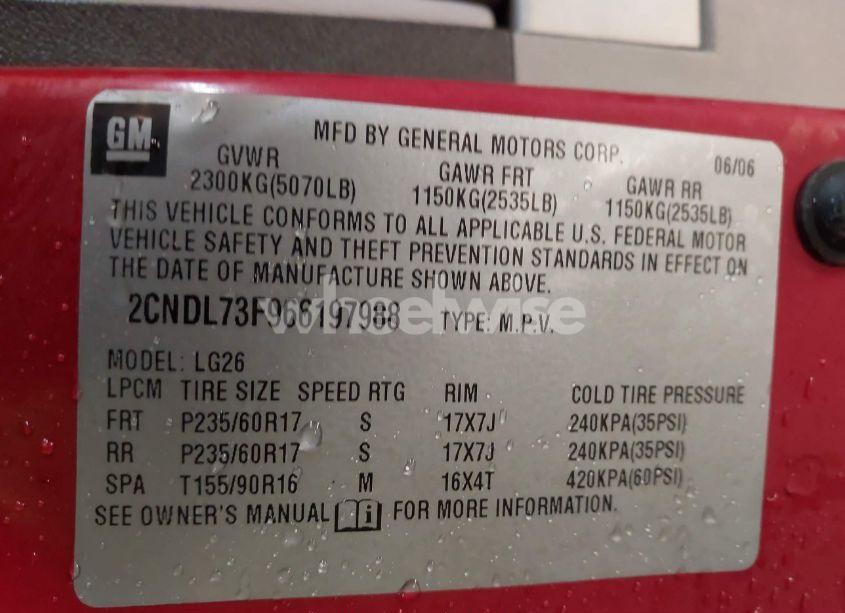 GM
MFD BY GENERAL MOTORS CORP. 06/06
GVWR GAWR FRT GAWR RR
2300KG(5070LB) 1150KG(2535LB) 1150KG(2535LB)
THIS VEHICLE CONFORMS TO ALL APPLICABLE U.S. FEDERAL MOTOR
VEHICLE SAFETY AND THEFT PREVENTION STANDARDS IN EFFECT ON
THE DATE OF MANUFACTURE SHOWN ABOVE.
2CNDL73F966197988 TYPE: M.P.V.
wheelwise
MODEL: LG26
LPCM TIRE SIZE SPEED RTG RIM COLD TIRE PRESSURE
FRT P235/60R17 S 17X7J 240KPA(35PSI)
RR P235/60R17 S 17X7J 240KPA(35PSI)
SPA T155/90R16 M 16X4T 420KPA(60PSI)
SEE OWNER'S MANUAL i FOR MORE INFORMATION.